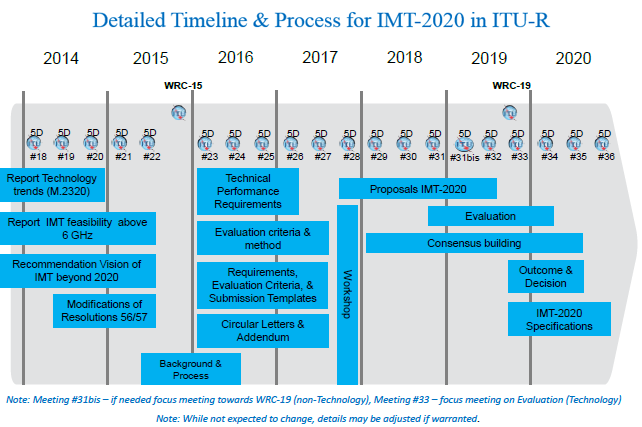 Detailed Timeline & Process for IMT-2020 in ITU-R
2014 2015 2016 2017 2018 2019 2020
WRC-15 WRC-19
5D 5D 5D 5D 5D 5D 5D 5D 5D 5D 5D 5D 5D 5D 5D 5D 5D 5D 5D 5D
#18 #19 #20 #21 #22 #23 #24 #25 #26 #27 #28 #29 #30 #31 #31bis #32 #33 #34 #35 #36
Report Technology
trends (M.2320)
Report IMT feasibility above
6 GHz
Recommendation Vision of
IMT beyond 2020
Modifications of
Resolutions 56/57
Background &
Process
Technical
Performance
Requirements
Evaluation criteria &
method
Requirements,
Evaluation Criteria, &
Submission Templates
Circular Letters &
Addendum
Workshop
Proposals IMT-2020
Evaluation
Consensus building
Outcome &
Decision
IMT-2020
Specifications
Note: Meeting #31bis – if needed focus meeting towards WRC-19 (non-Technology), Meeting #33 – focus meeting on Evaluation (Technology)
Note: While not expected to change, details may be adjusted if warranted.